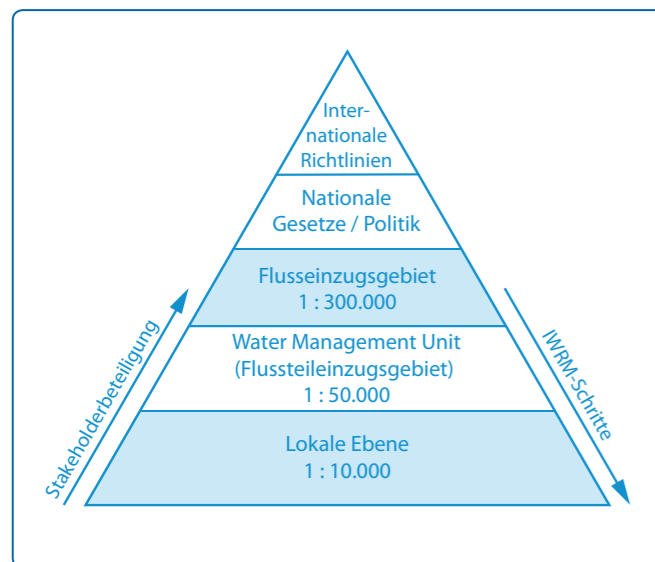 Inter-
nationale
Richtlinien
Nationale
Gesetze / Politik
Flusseinzugsgebiet
1 : 300.000
Water Management Unit
(Flussteileinzugsgebiet)
1 : 50.000
Lokale Ebene
1 : 10.000
Stakeholderbeteiligung
IWRM-Schritte